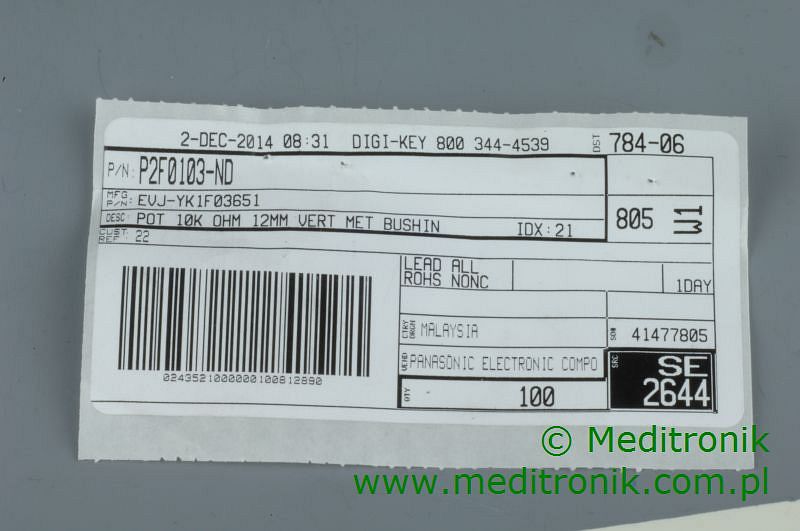 2-DEC-2014 08:31 DIGI-KEY 800 344-4539 DST 784-06
P/N: P2F0103-ND
MFG P/N: EVJ-YK1F03651
DESC: POT 10K OHM 12MM VERT MET BUSHIN IDX: 21
805 W1
CUST REF: 22
LEAD ALL
ROHS NONC 1DAY
CTRY ORGN MALAYSIA SO# 41477805
VEND PANASONIC ELECTRONIC COMPO
QTY 100
SRC SE
2644
0243521000000100812890
© Meditronik
www.meditronik.com.pl